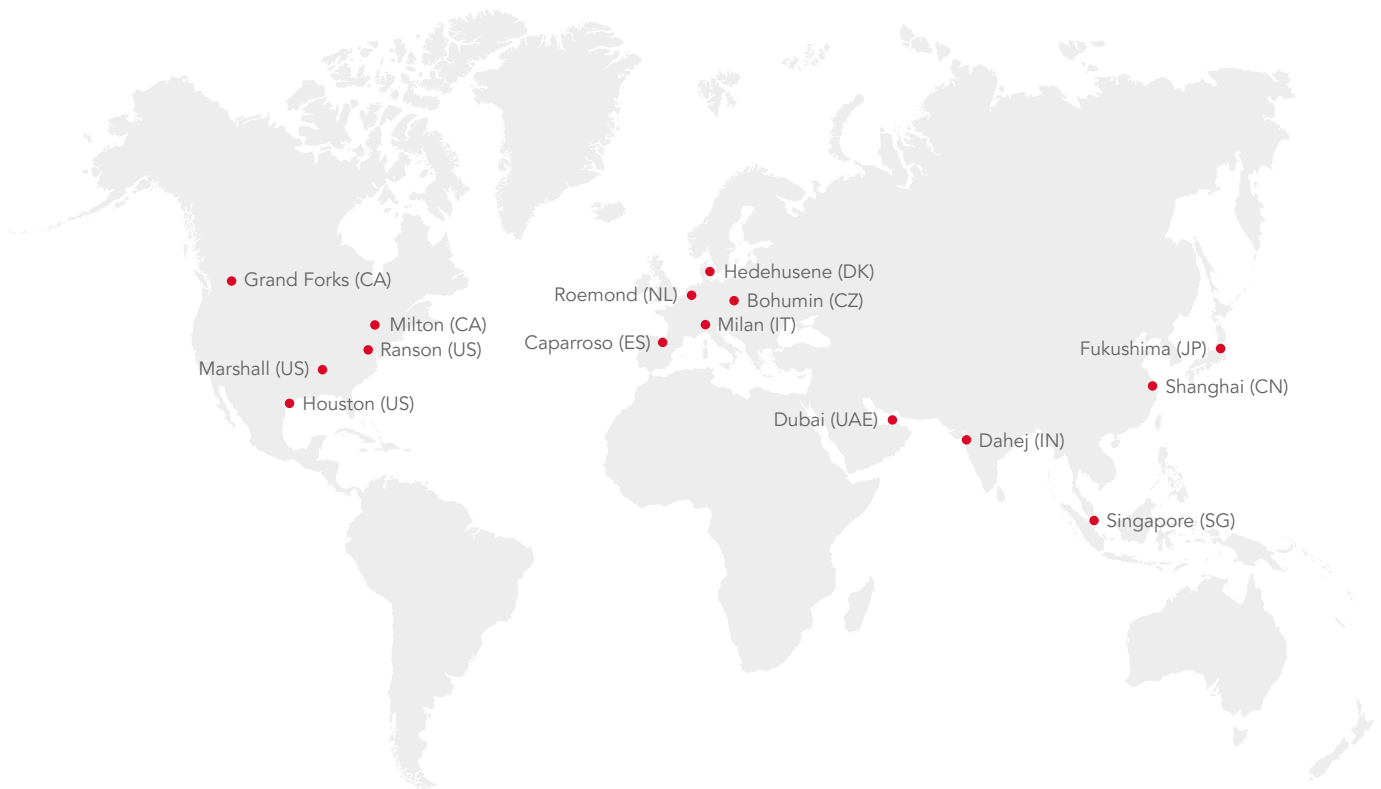 Hedehusene (DK)
Grand Forks (CA)
Roemond (NL)
Bohumin (CZ)
Milton (CA)
Milan (IT)
Caparroso (ES)
Ranson (US)
Fukushima (JP)
Marshall (US)
Shanghai (CN)
Houston (US)
Dubai (UAE)
Dahej (IN)
Singapore (SG)